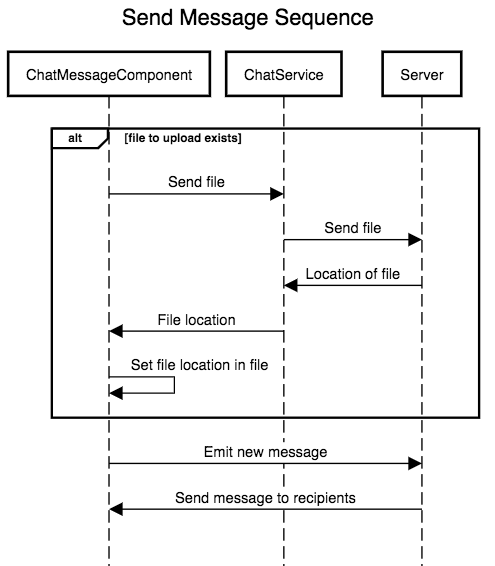 Send Message Sequence
ChatMessageComponent
ChatService
Server
alt
[file to upload exists]
Send file
Send file
Location of file
File location
Set file location in file
Emit new message
Send message to recipients